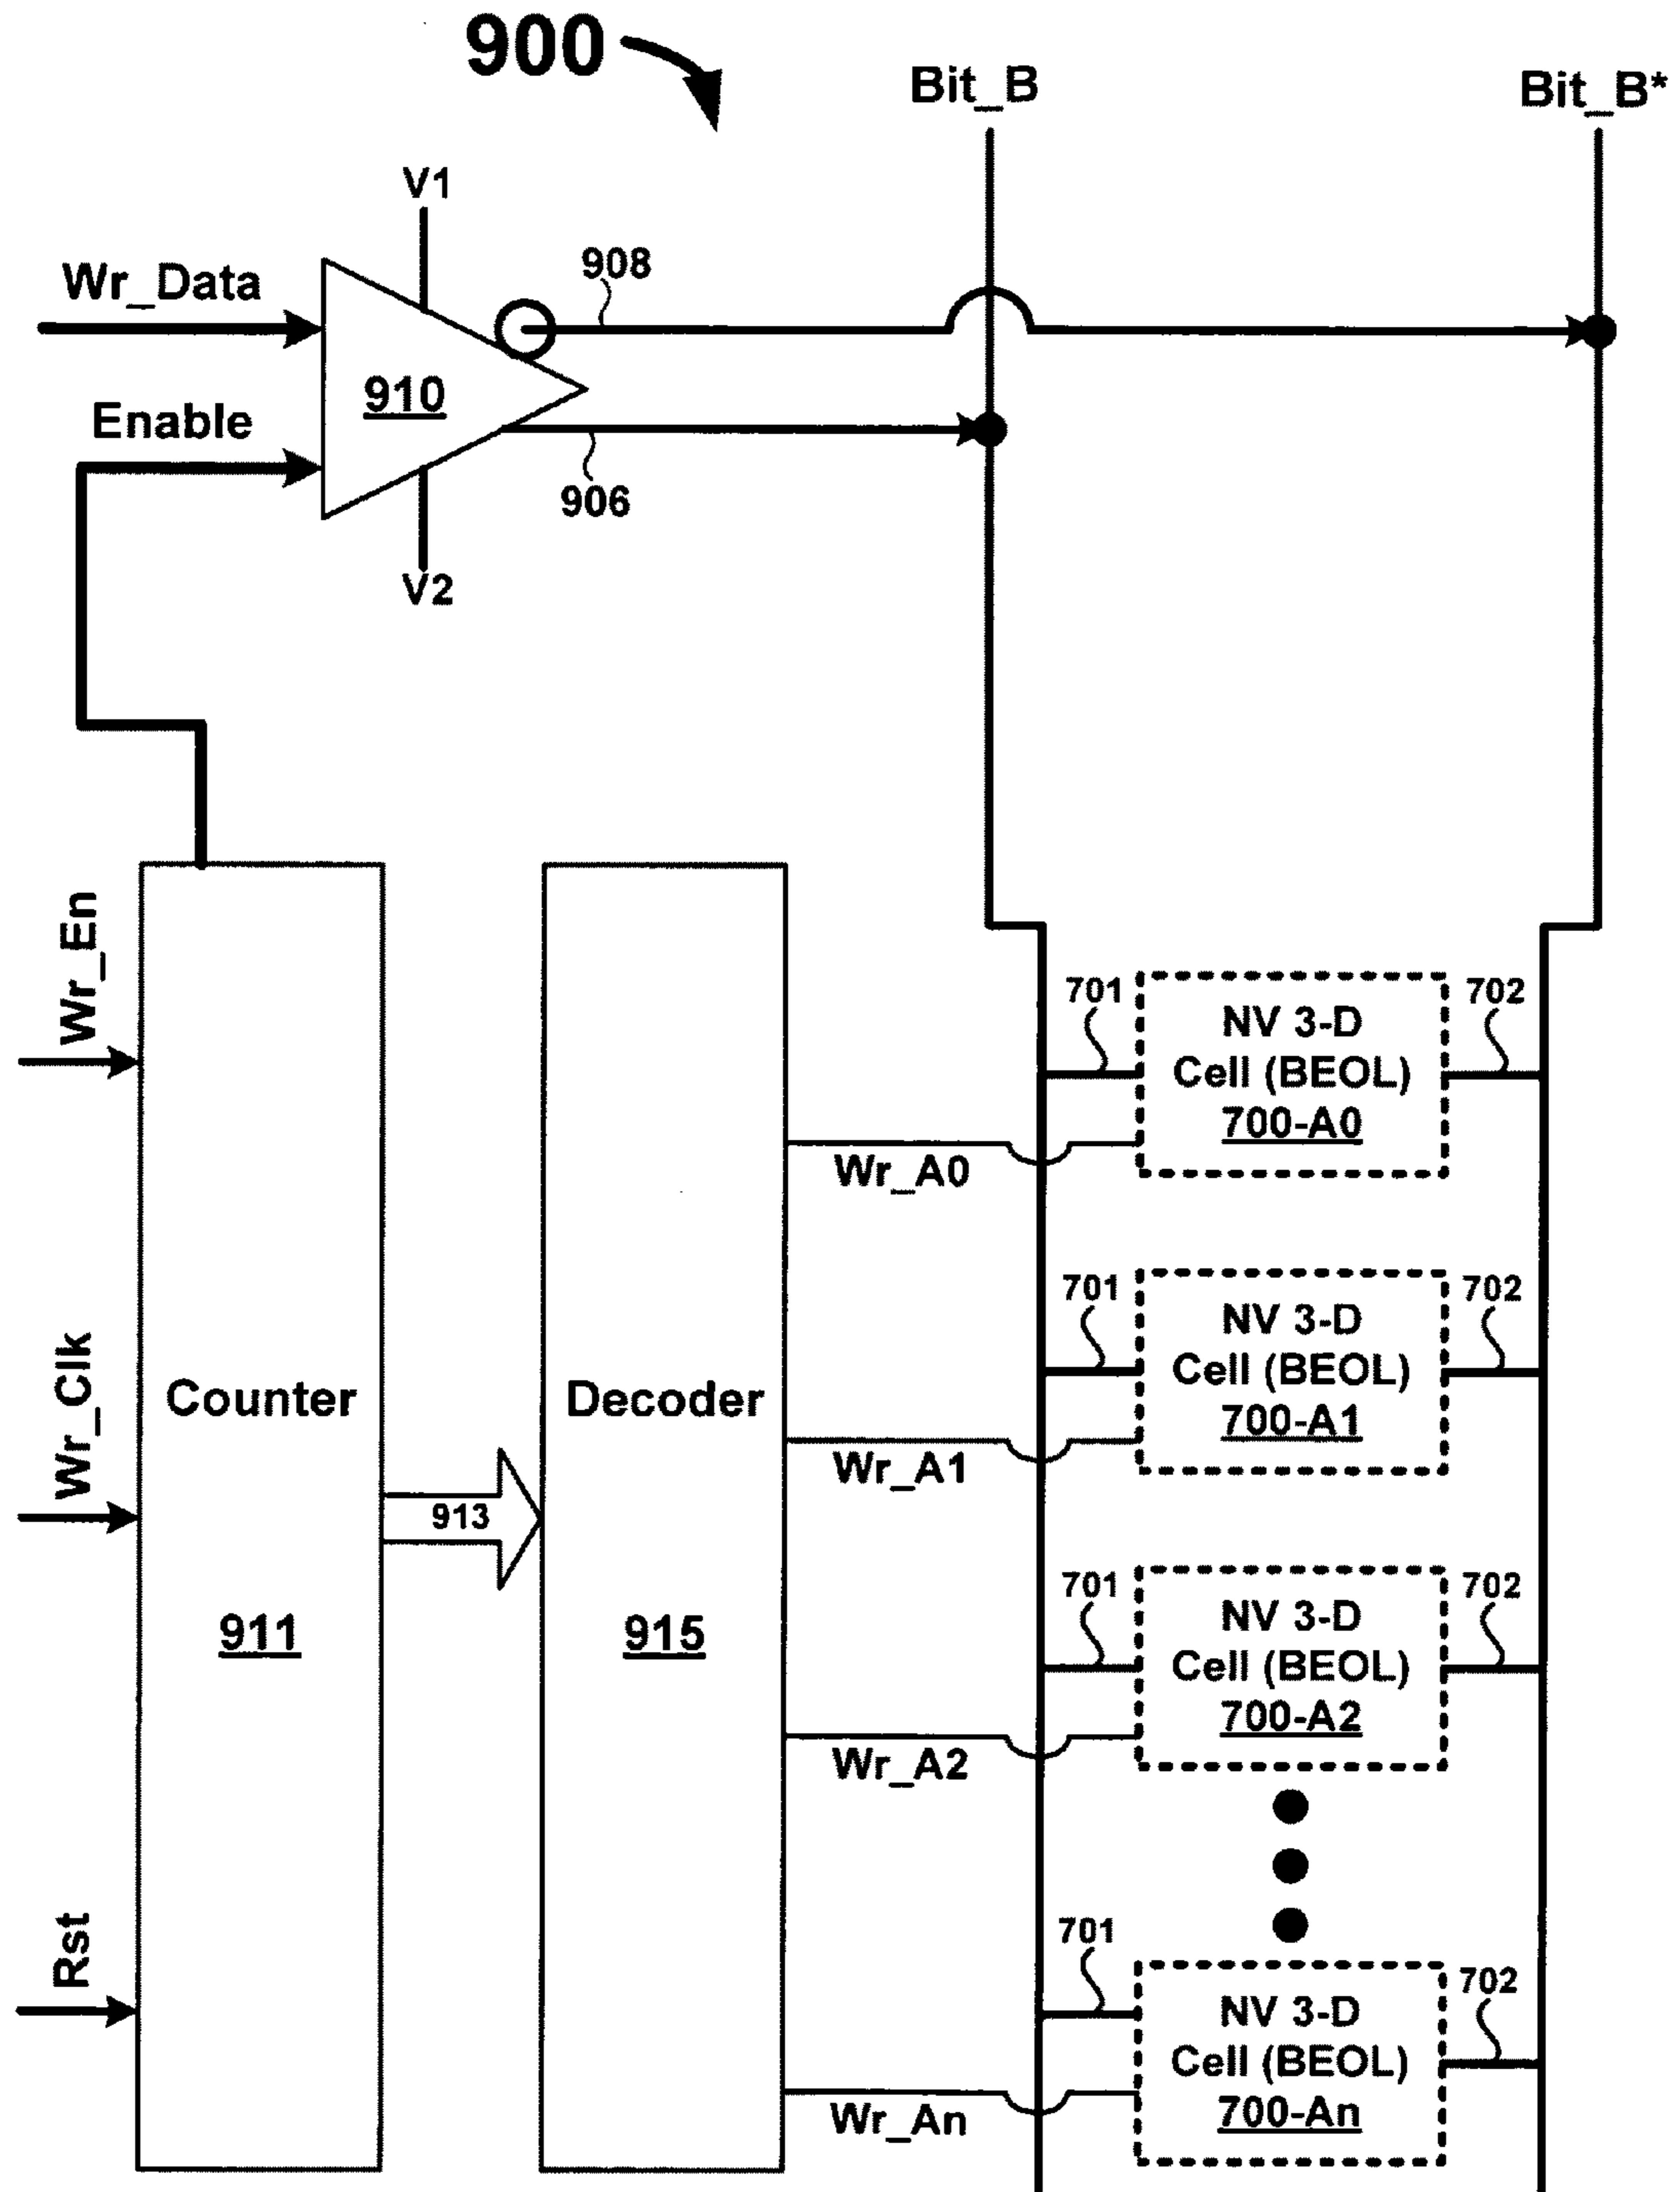 900
Bit_B
Bit_B*
V1
Wr_Data
908
910
Enable
906
V2
Wr_En
Wr_Clk
Rst
Counter
911
913
Decoder
915
701
NV 3-D
Cell (BEOL)
700-A0
702
Wr_A0
701
NV 3-D
Cell (BEOL)
700-A1
702
Wr_A1
701
NV 3-D
Cell (BEOL)
700-A2
702
Wr_A2
701
NV 3-D
Cell (BEOL)
700-An
702
Wr_An